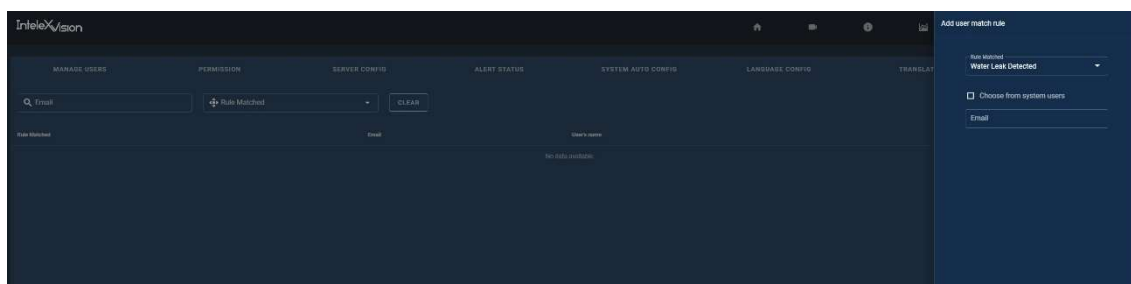 InteleXVision
Add user match rule
MANAGE USERS PERMISSION SERVER CONFIG ALERT STATUS SYSTEM AUTO CONFIG LANGUAGE CONFIG TRANSLAT
Rule Matched
Water Leak Detected
Email Rule Matched CLEAR
Choose from system users
Email
Rule Matched Email User's name
No data available